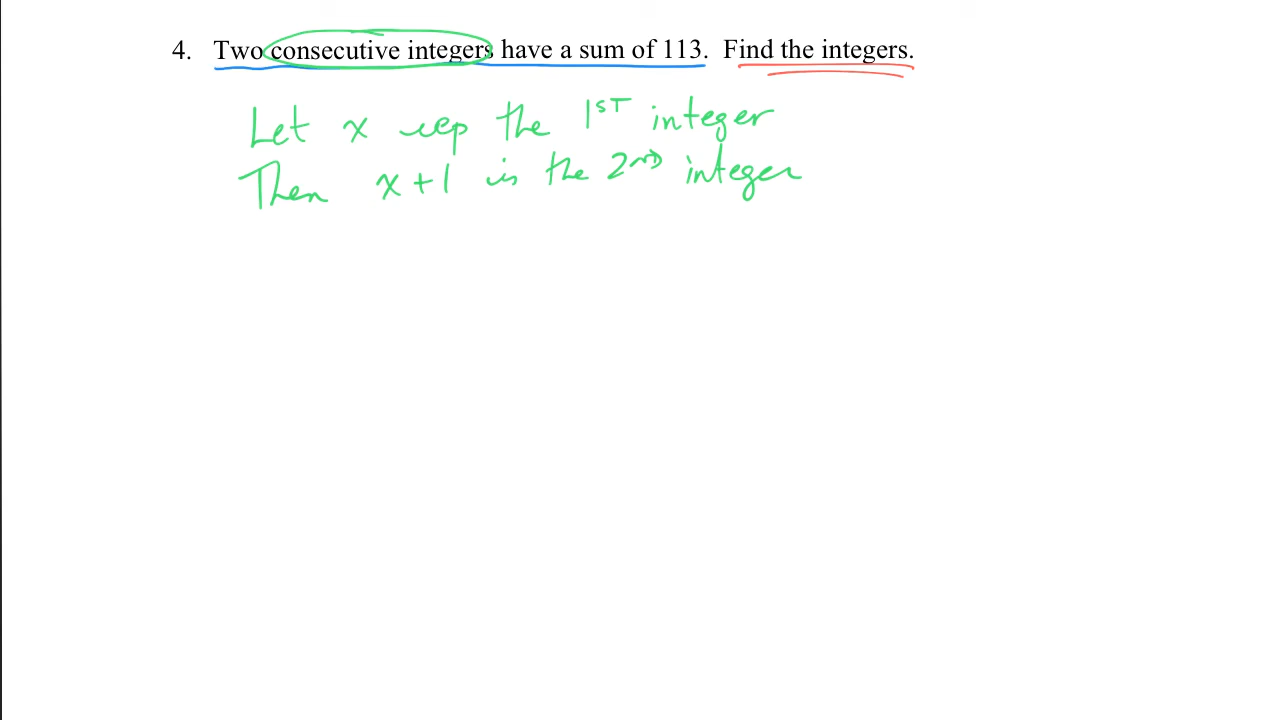 4. Two consecutive integers have a sum of 113. Find the integers.
Let x rep the 1ST integer
Then x+1 is the 2nd integer